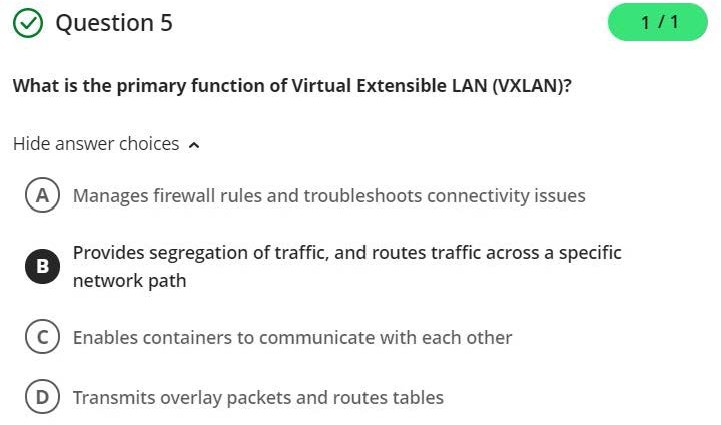 Question 5
1 / 1
What is the primary function of Virtual Extensible LAN (VXLAN)?
Hide answer choices
A Manages firewall rules and troubleshoots connectivity issues
B Provides segregation of traffic, and routes traffic across a specific
network path
C Enables containers to communicate with each other
D Transmits overlay packets and routes tables